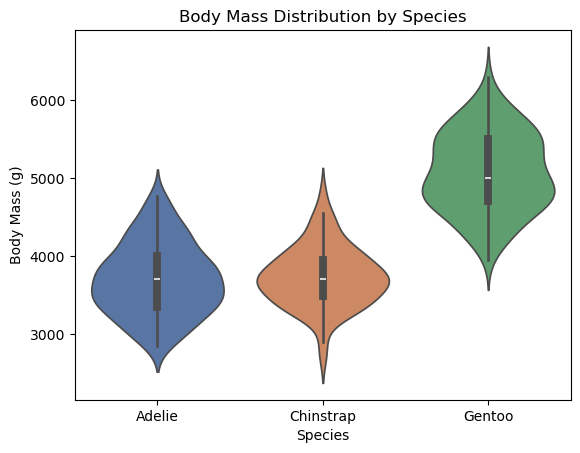 Body Mass Distribution by Species
Body Mass (g)
6000
5000
4000
3000
Adelie Chinstrap Gentoo
Species